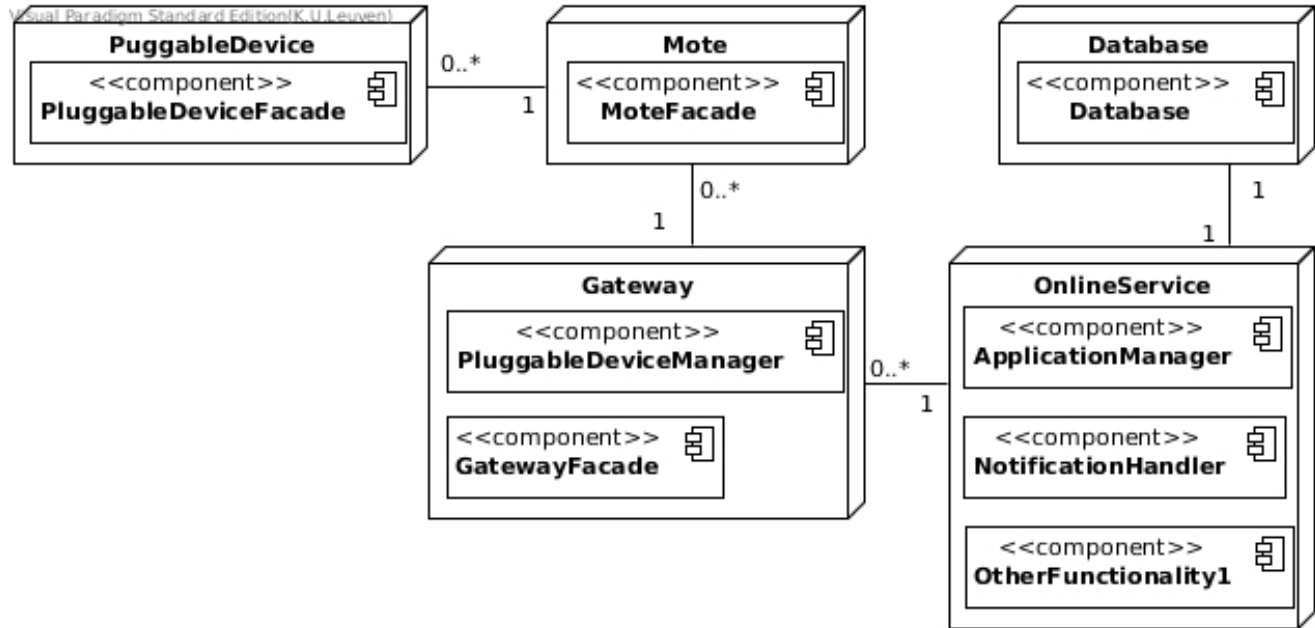 Visual Paradigm Standard Edition(K.U.Leuven)
PuggableDevice
<<component>>
PluggableDeviceFacade
0..*
1
Mote
<<component>>
MoteFacade
Database
<<component>>
Database
0..*
1
1
1
Gateway
<<component>>
PluggableDeviceManager
<<component>>
GatewayFacade
0..*
1
OnlineService
<<component>>
ApplicationManager
<<component>>
NotificationHandler
<<component>>
OtherFunctionality1